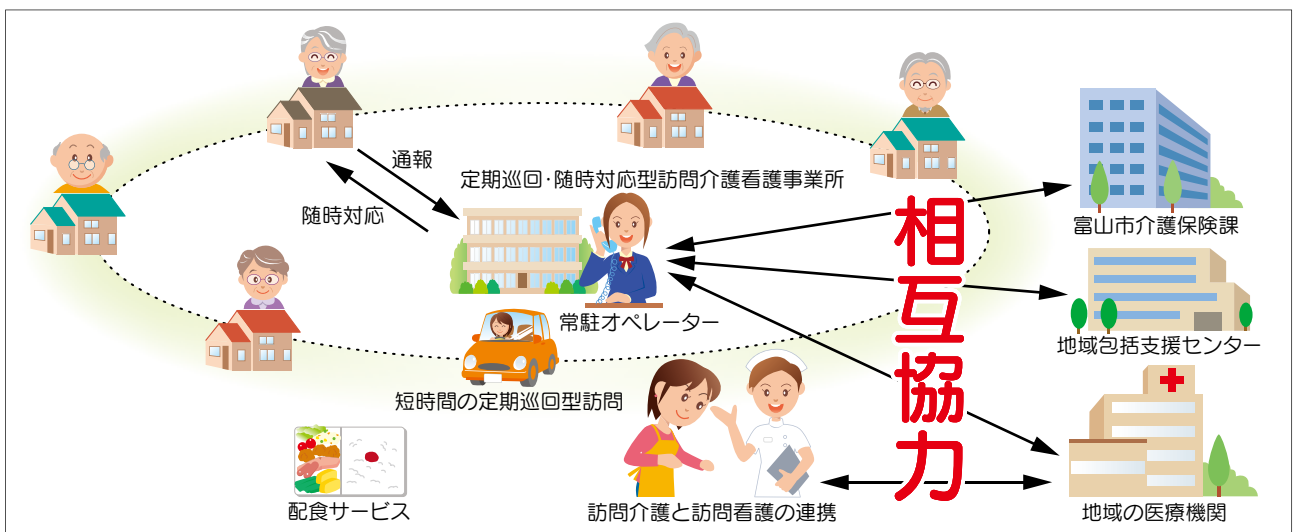 通報
随時対応
定期巡回・随時対応型訪問介護看護事業所
常駐オペレーター
短時間の定期巡回型訪問
配食サービス
訪問介護と訪問看護の連携
相互協力
富山市介護保険課
地域包括支援センター
地域の医療機関